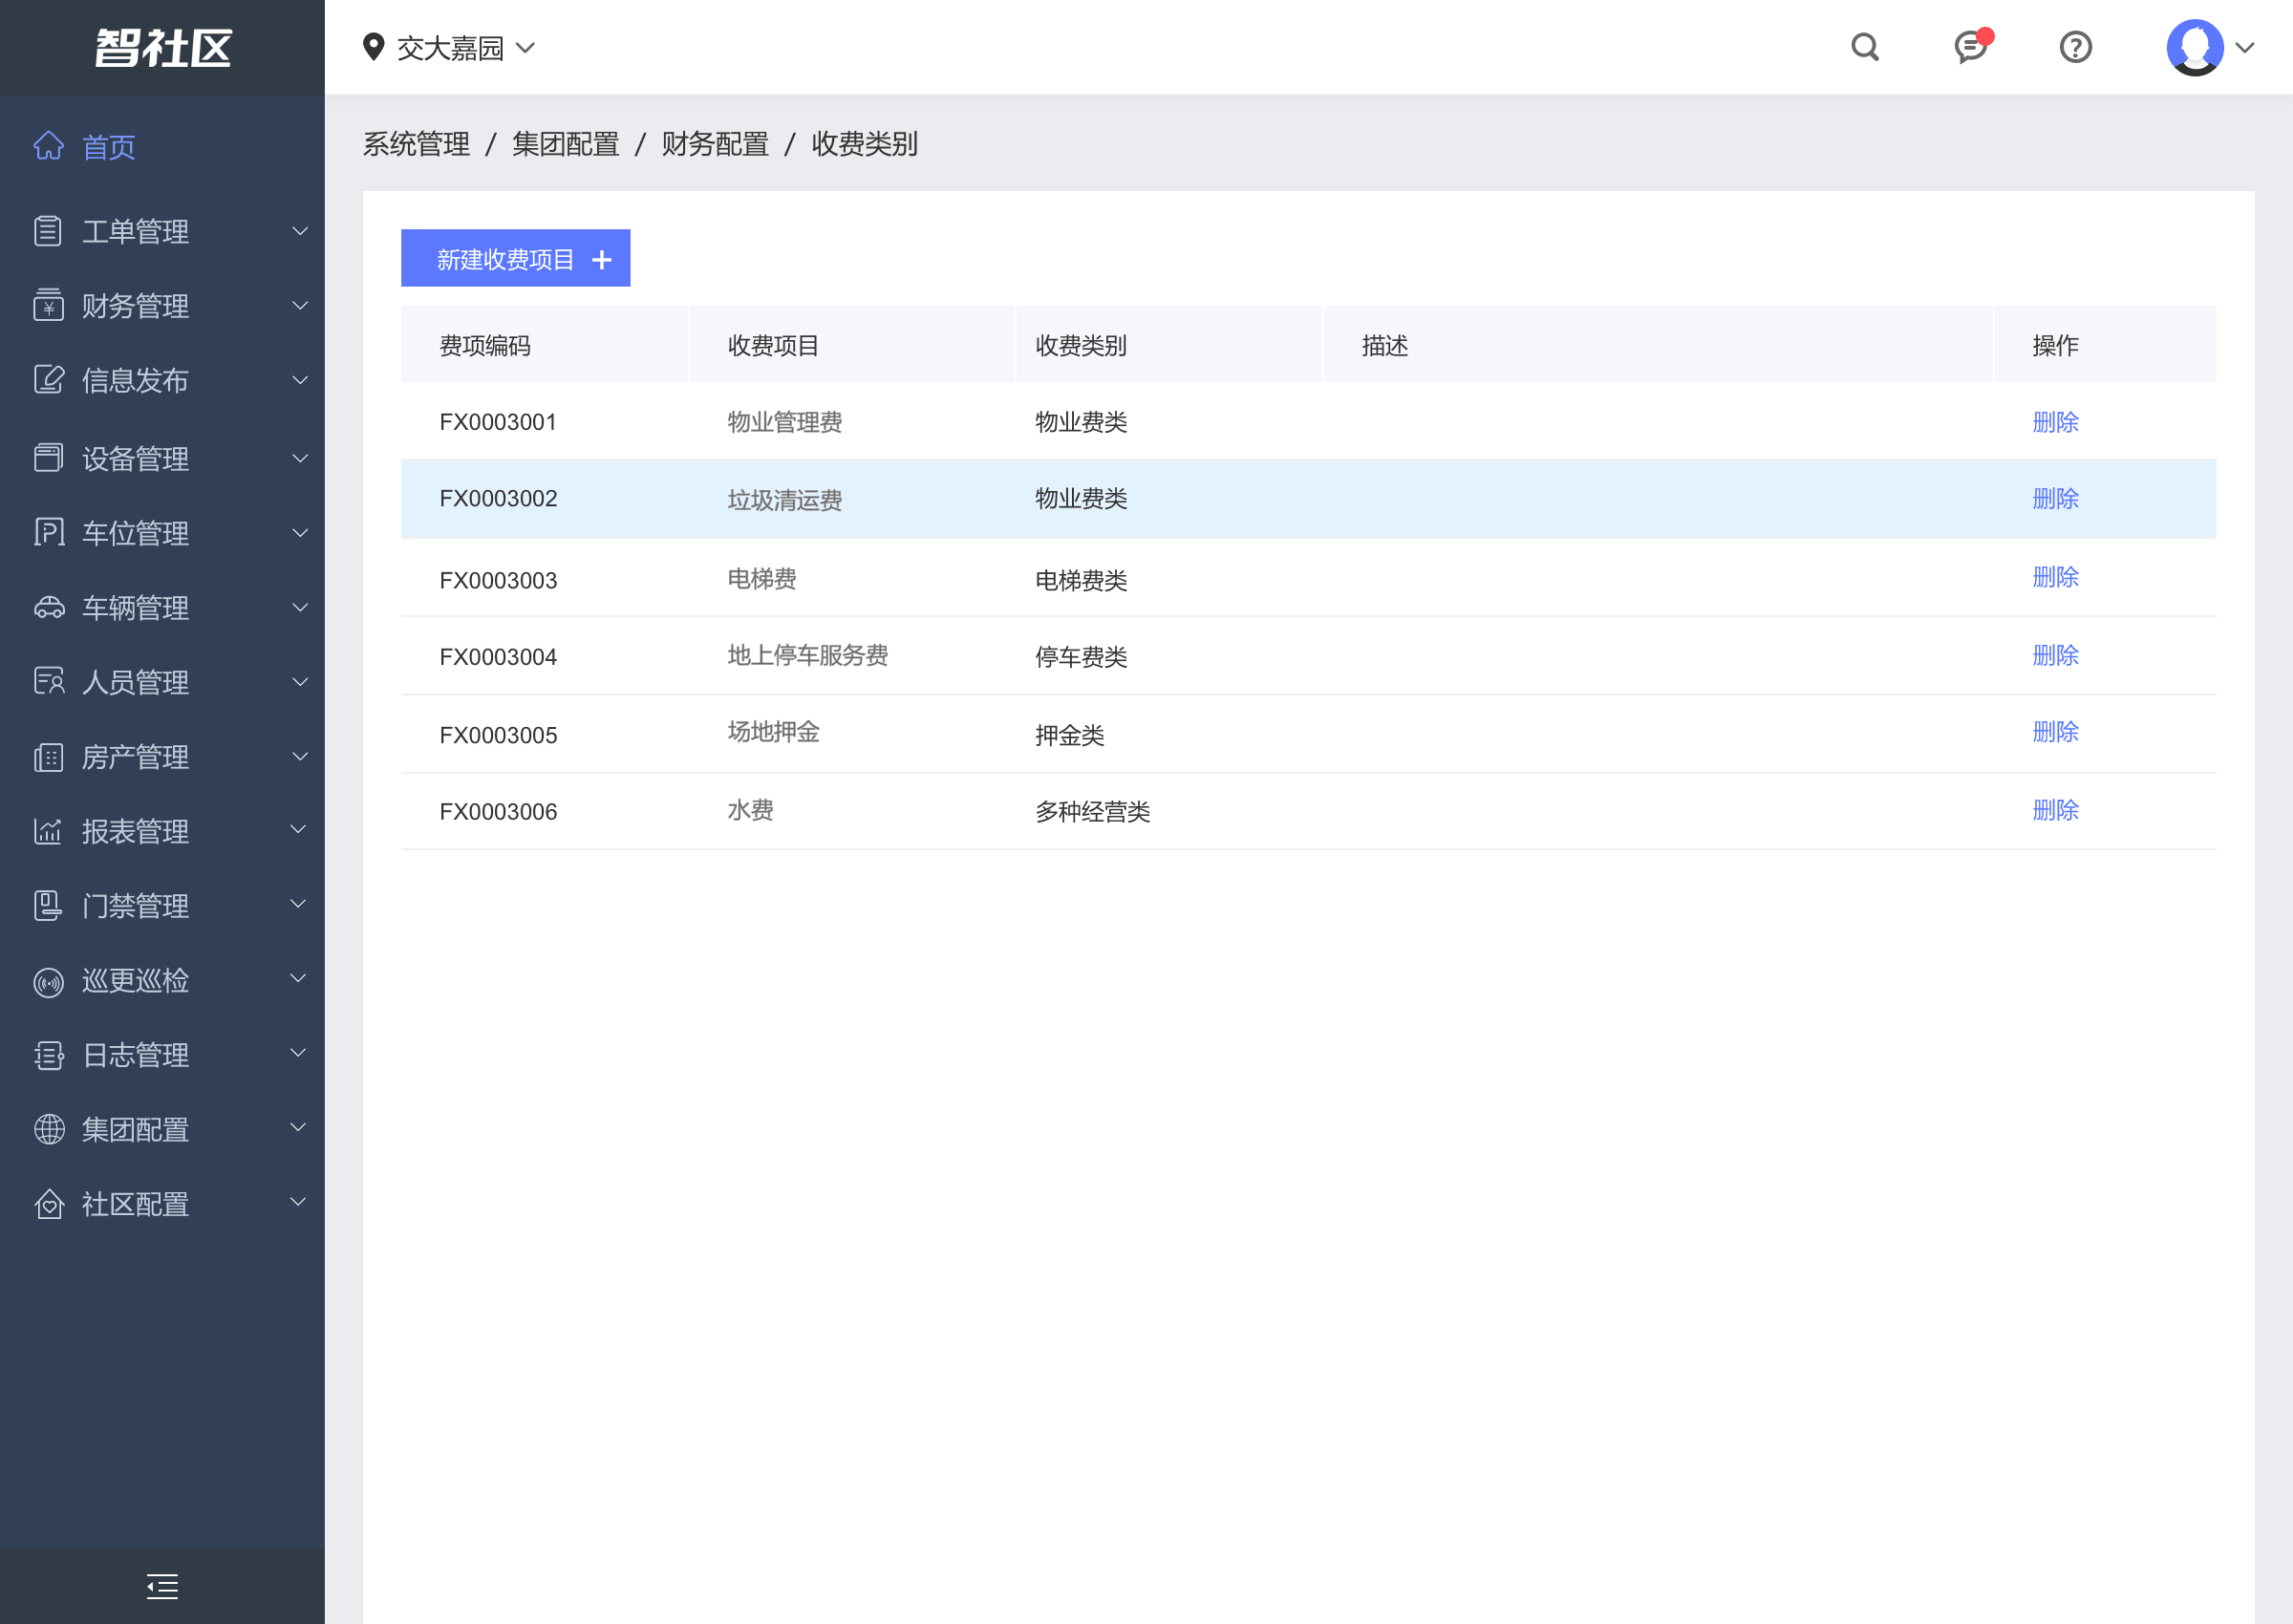 智社区
交大嘉园
首页
工单管理
财务管理
信息发布
设备管理
车位管理
车辆管理
人员管理
房产管理
报表管理
门禁管理
巡更巡检
日志管理
集团配置
社区配置
系统管理 / 集团配置 / 财务配置 / 收费类别
新建收费项目 +
费项编码 收费项目 收费类别 描述 操作
FX0003001 物业管理费 物业费类 删除
FX0003002 垃圾清运费 物业费类 删除
FX0003003 电梯费 电梯费类 删除
FX0003004 地上停车服务费 停车费类 删除
FX0003005 场地押金 押金类 删除
FX0003006 水费 多种经营类 删除